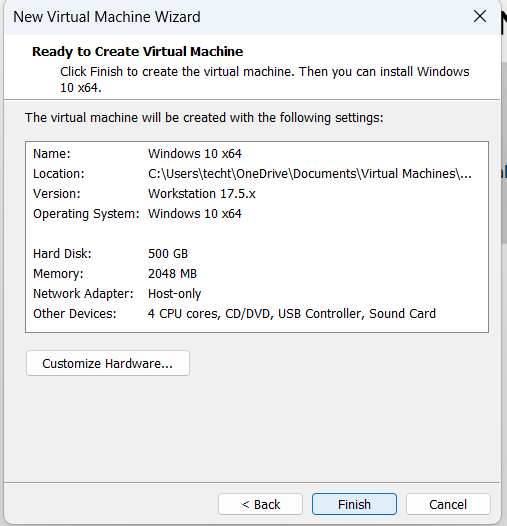 New Virtual Machine Wizard
Ready to Create Virtual Machine
Click Finish to create the virtual machine. Then you can install Windows
10 x64.
The virtual machine will be created with the following settings:
Name: Windows 10 x64
Location: C:\Users\techt\OneDrive\Documents\Virtual Machines\...
Version: Workstation 17.5.x
Operating System: Windows 10 x64
Hard Disk: 500 GB
Memory: 2048 MB
Network Adapter: Host-only
Other Devices: 4 CPU cores, CD/DVD, USB Controller, Sound Card
Customize Hardware...
< Back Finish Cancel